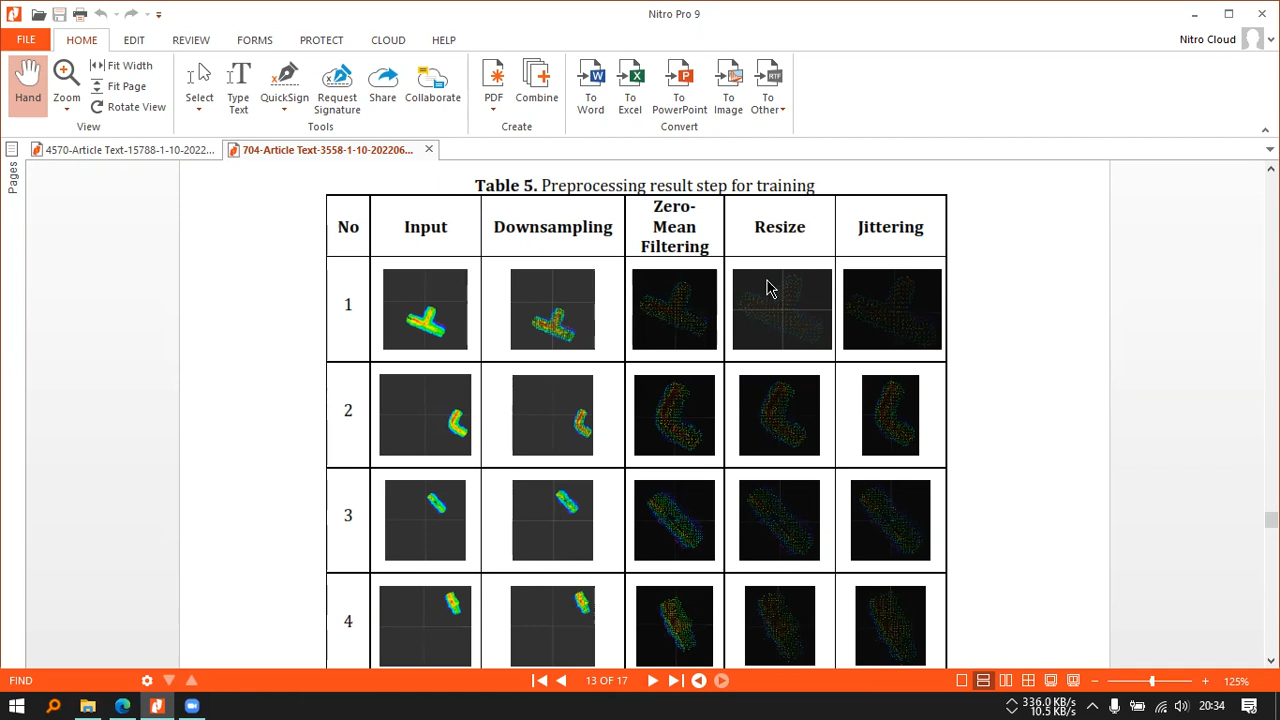 Nitro Pro 9
FILE HOME EDIT REVIEW FORMS PROTECT CLOUD HELP
Nitro Cloud
Hand
Zoom
Fit Width
Fit Page
Rotate View
View
Select
Type Text
QuickSign
Request Signature
Share
Collaborate
Tools
PDF
Combine
Create
To Word
To Excel
To PowerPoint
To Image
To Other
Convert
Pages
4570-Article Text-15788-1-10-2022...
704-Article Text-3558-1-10-202206...
Table 5. Preprocessing result step for training
No
Input
Downsampling
Zero-
Mean
Filtering
Resize
Jittering
1
2
3
4
FIND
13 OF 17
125%
336.0 KB/s
10.5 KB/s
20:34